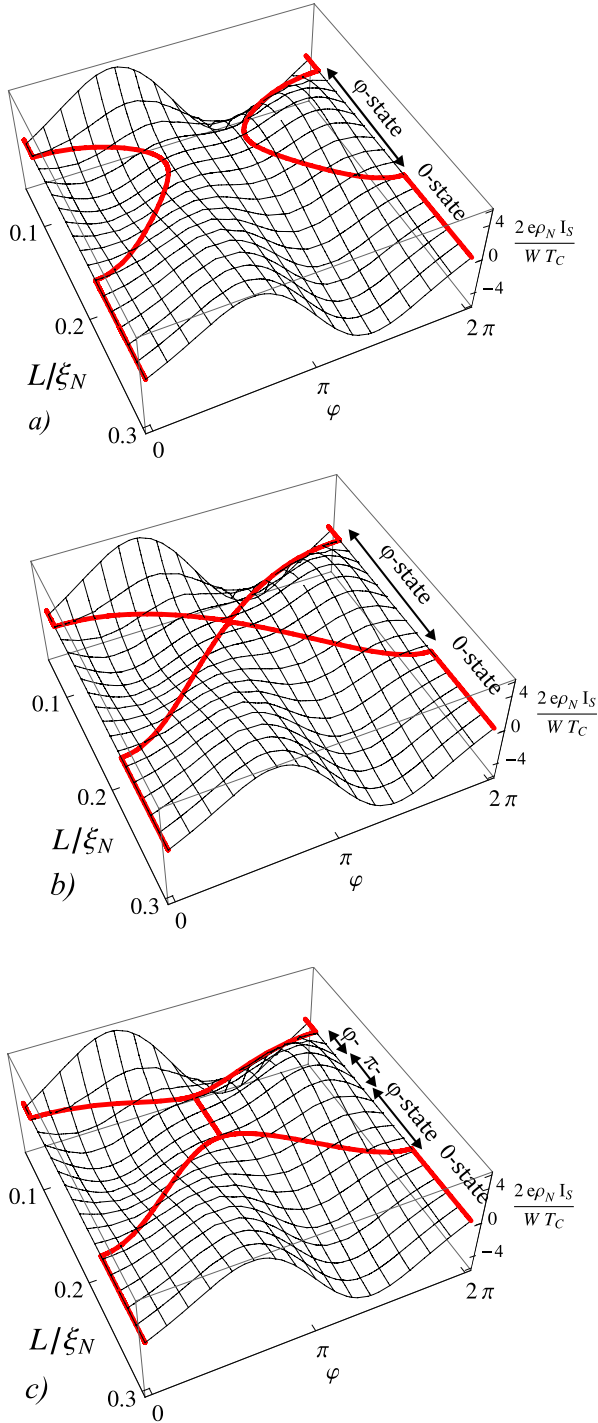 φ-state
0-state
0.1
0.2
0.3
L/ξ_N
a)
0
π
φ
2 π
4
0
−4
2 eρ_N I_S
W T_C
φ-state
0-state
0.1
0.2
0.3
L/ξ_N
b)
0
π
φ
2 π
4
0
−4
2 eρ_N I_S
W T_C
φ-
π-
φ-state
0-state
0.1
0.2
0.3
L/ξ_N
c)
0
π
φ
2 π
4
0
−4
2 eρ_N I_S
W T_C